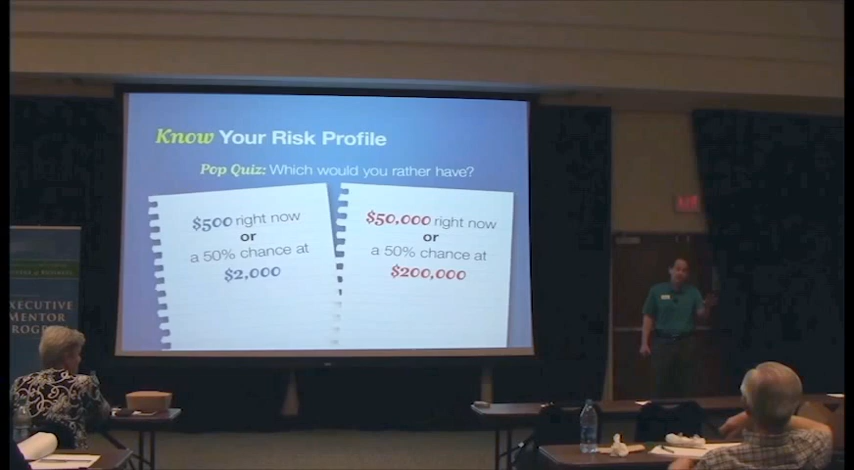 Know Your Risk Profile
Pop Quiz: Which would you rather have?
$500 right now
or
a 50% chance at
$2,000
$50,000 right now
or
a 50% chance at
$200,000
EXECUTIVE
MENTOR